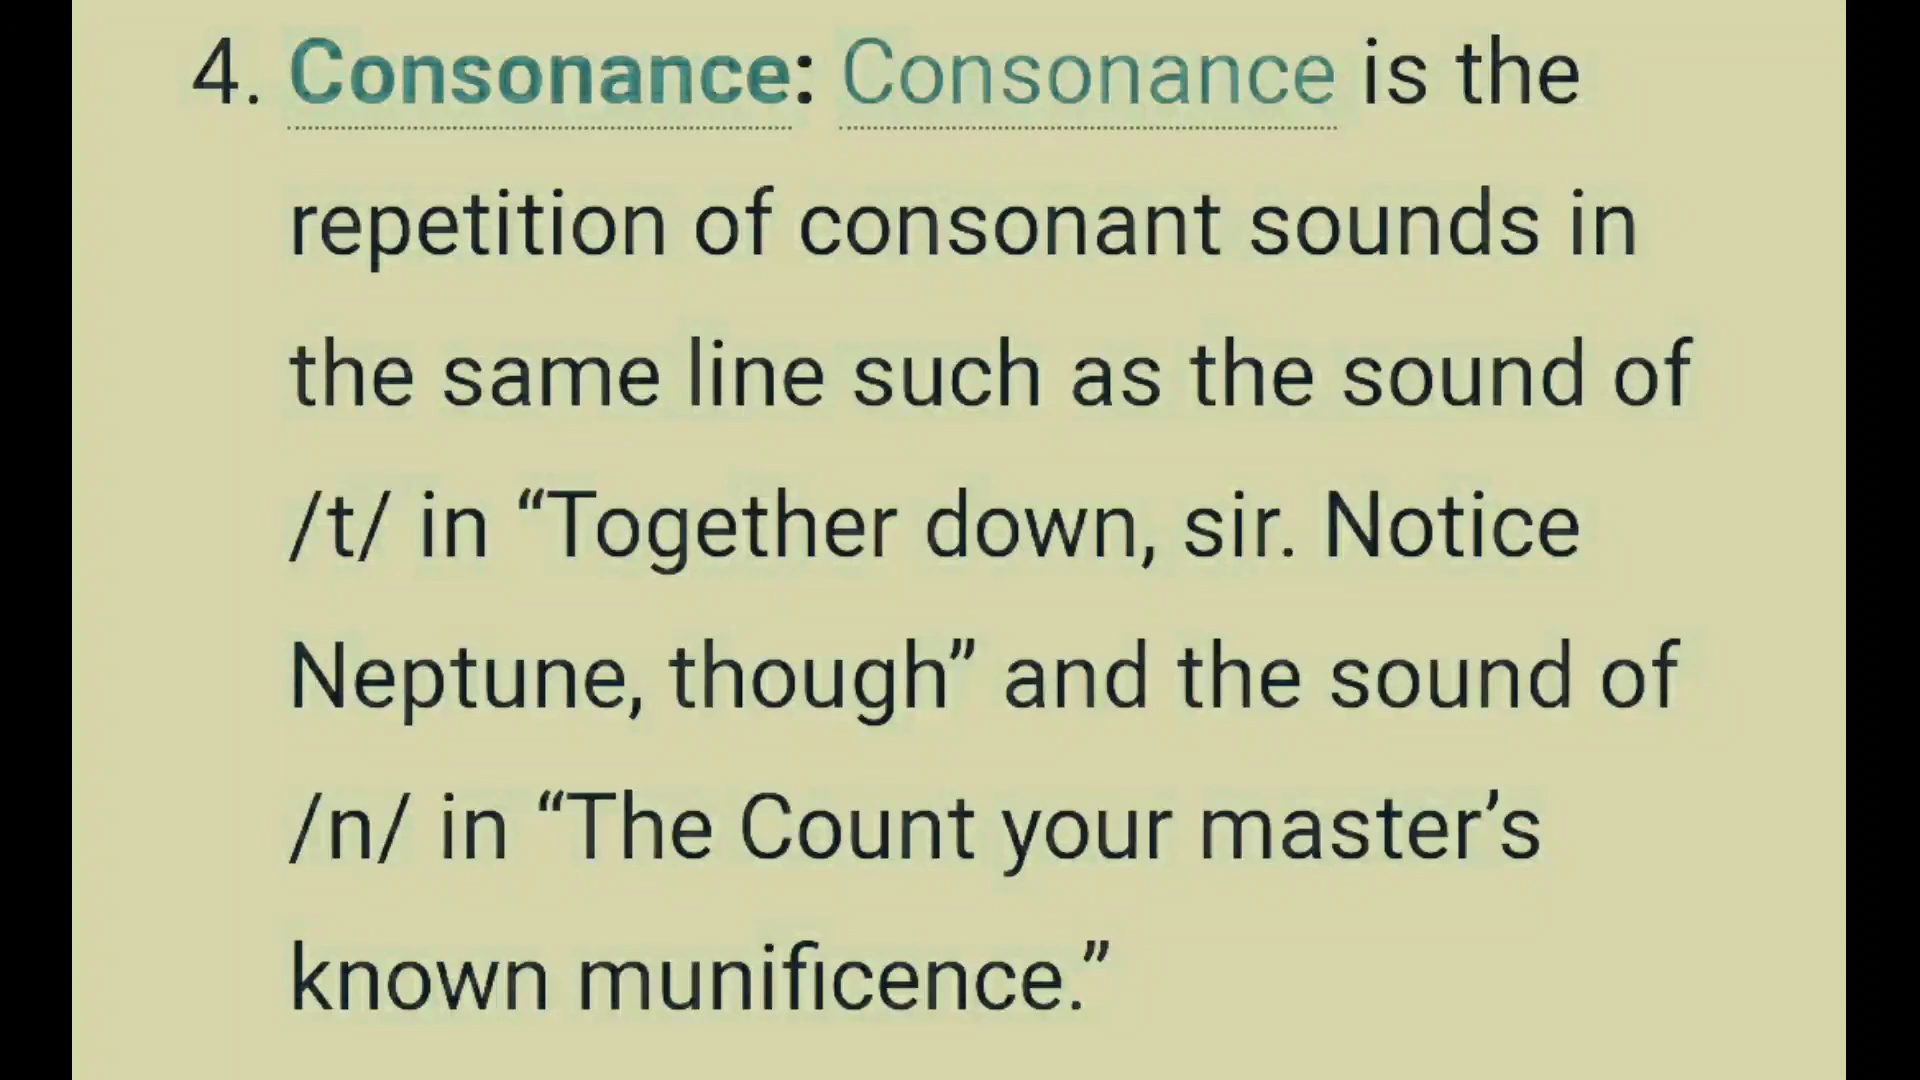 4. Consonance: Consonance is the
repetition of consonant sounds in
the same line such as the sound of
/t/ in “Together down, sir. Notice
Neptune, though” and the sound of
/n/ in “The Count your master’s
known munificence.”